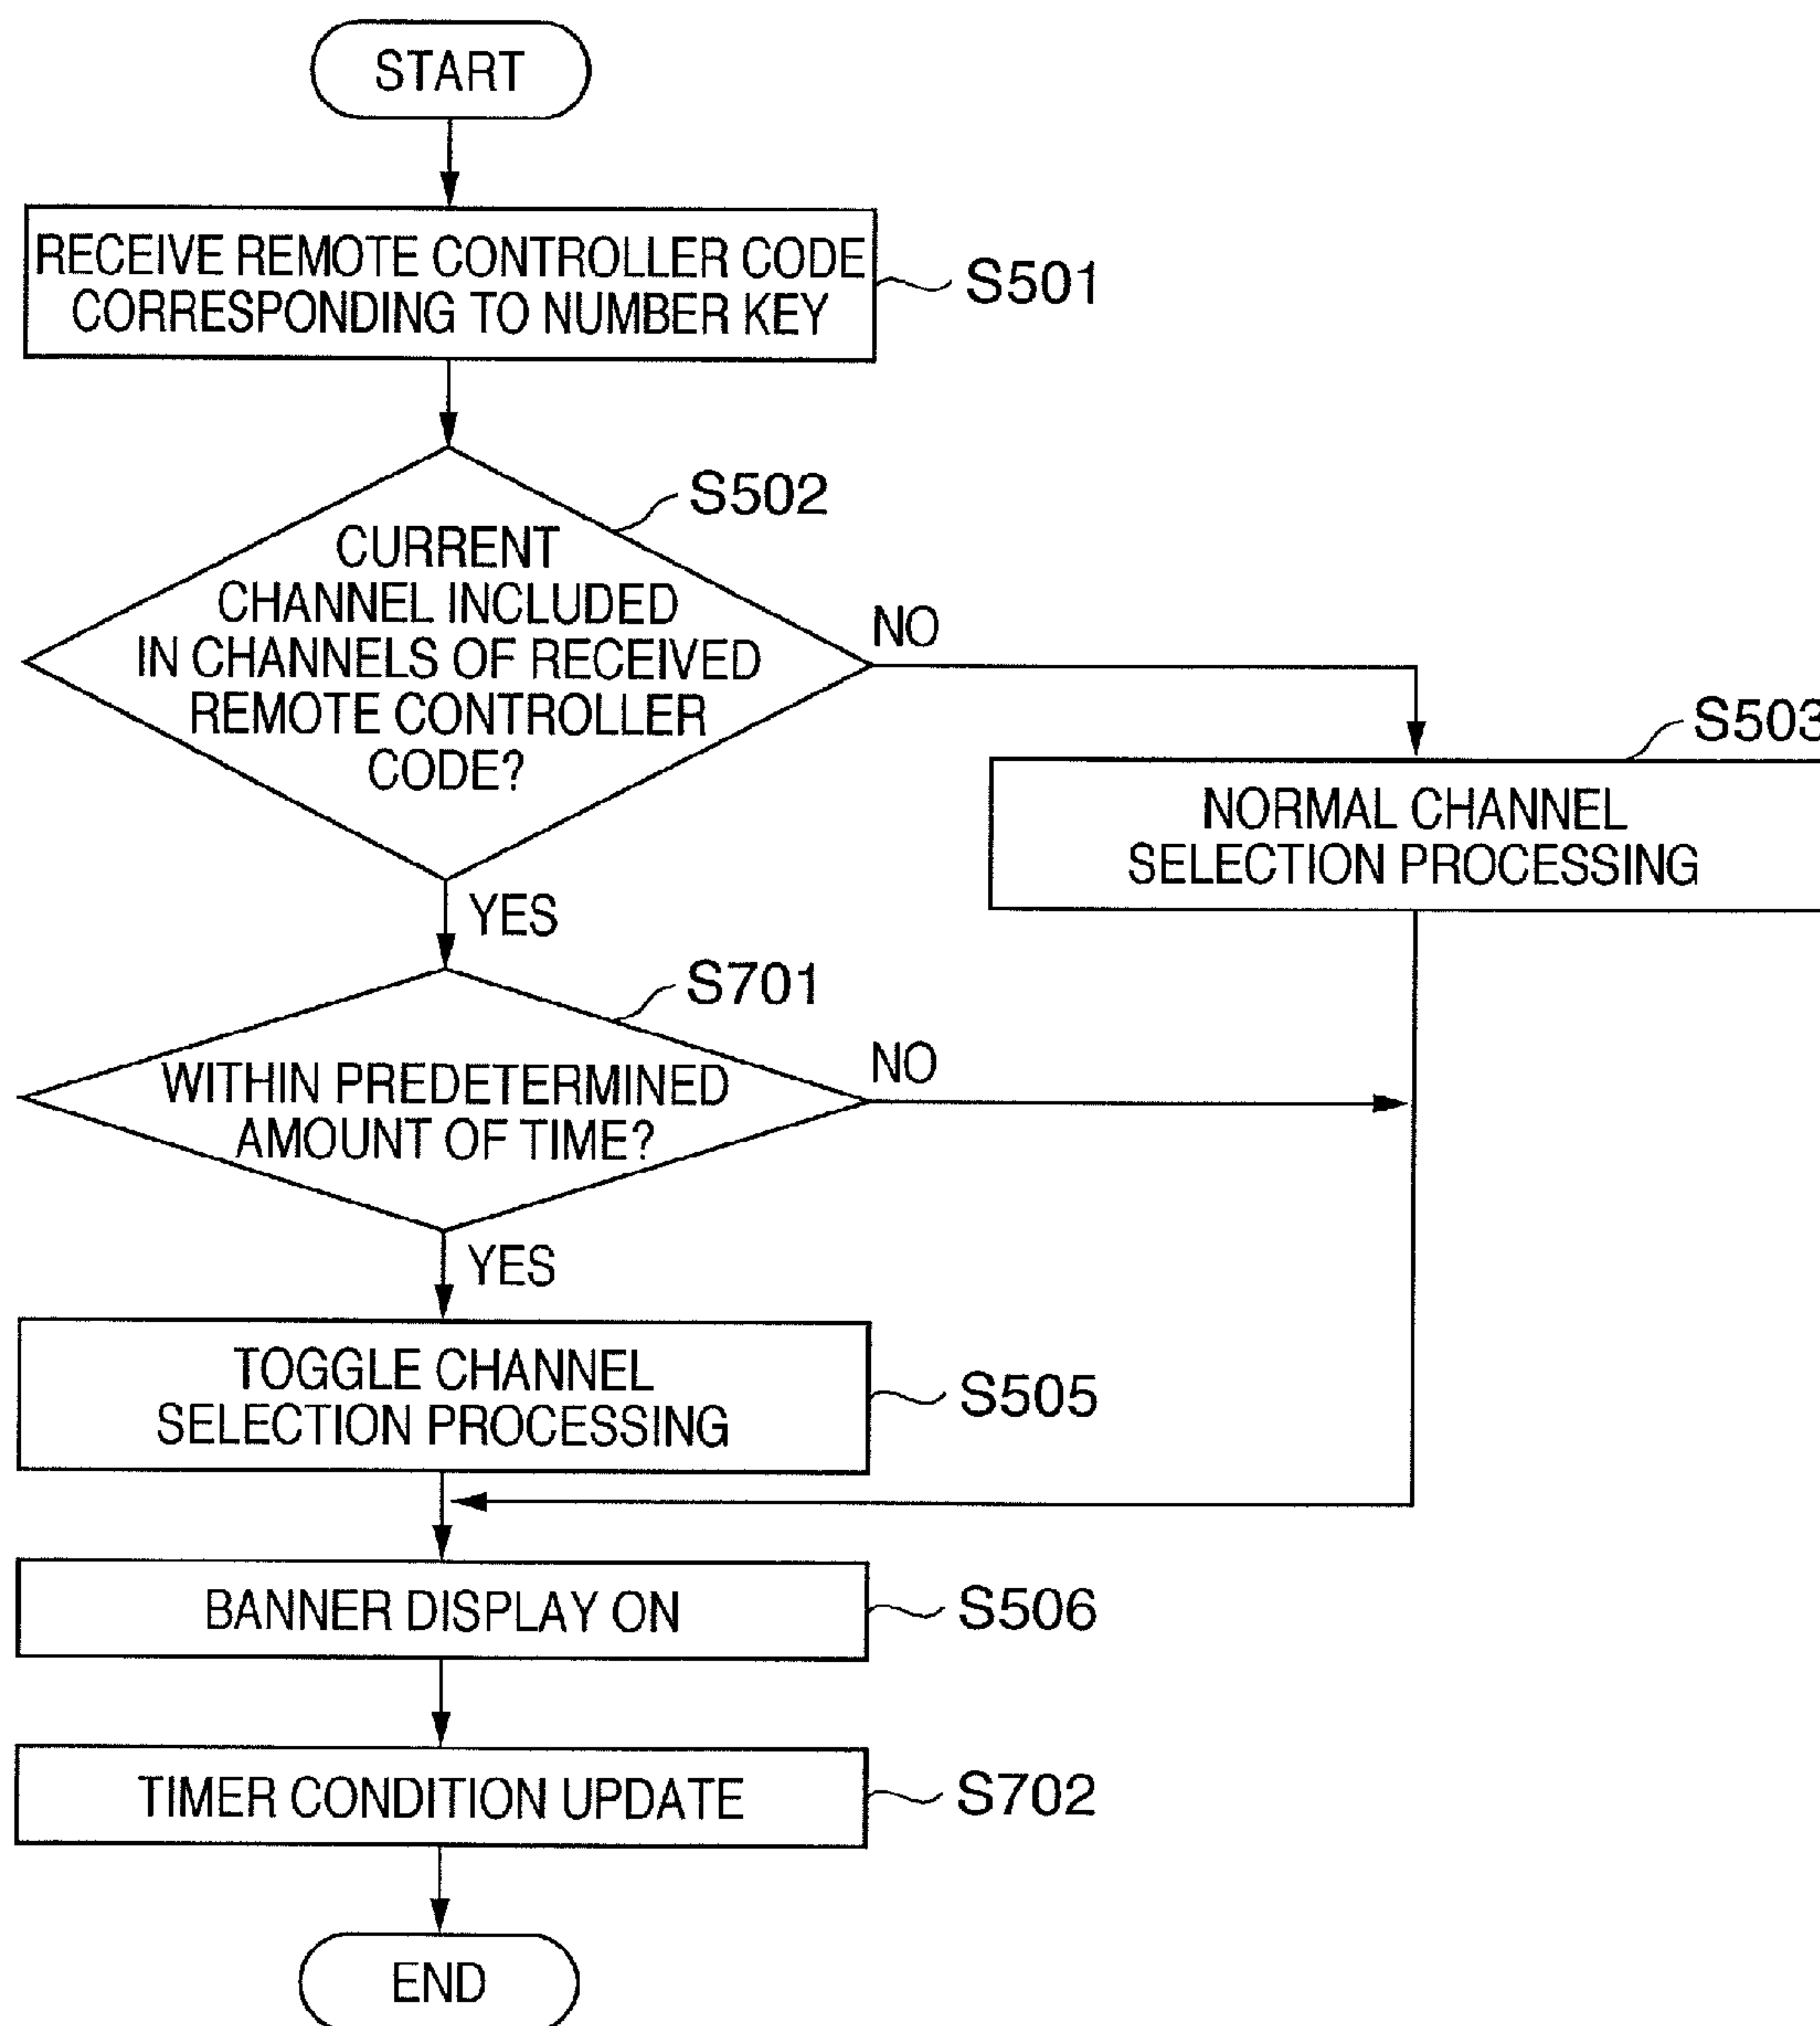 START
RECEIVE REMOTE CONTROLLER CODE
CORRESPONDING TO NUMBER KEY
S501
S502
CURRENT
CHANNEL INCLUDED
IN CHANNELS OF RECEIVED
REMOTE CONTROLLER
CODE?
NO
S503
NORMAL CHANNEL
SELECTION PROCESSING
YES
S701
WITHIN PREDETERMINED
AMOUNT OF TIME?
NO
YES
TOGGLE CHANNEL
SELECTION PROCESSING
S505
BANNER DISPLAY ON
S506
TIMER CONDITION UPDATE
S702
END